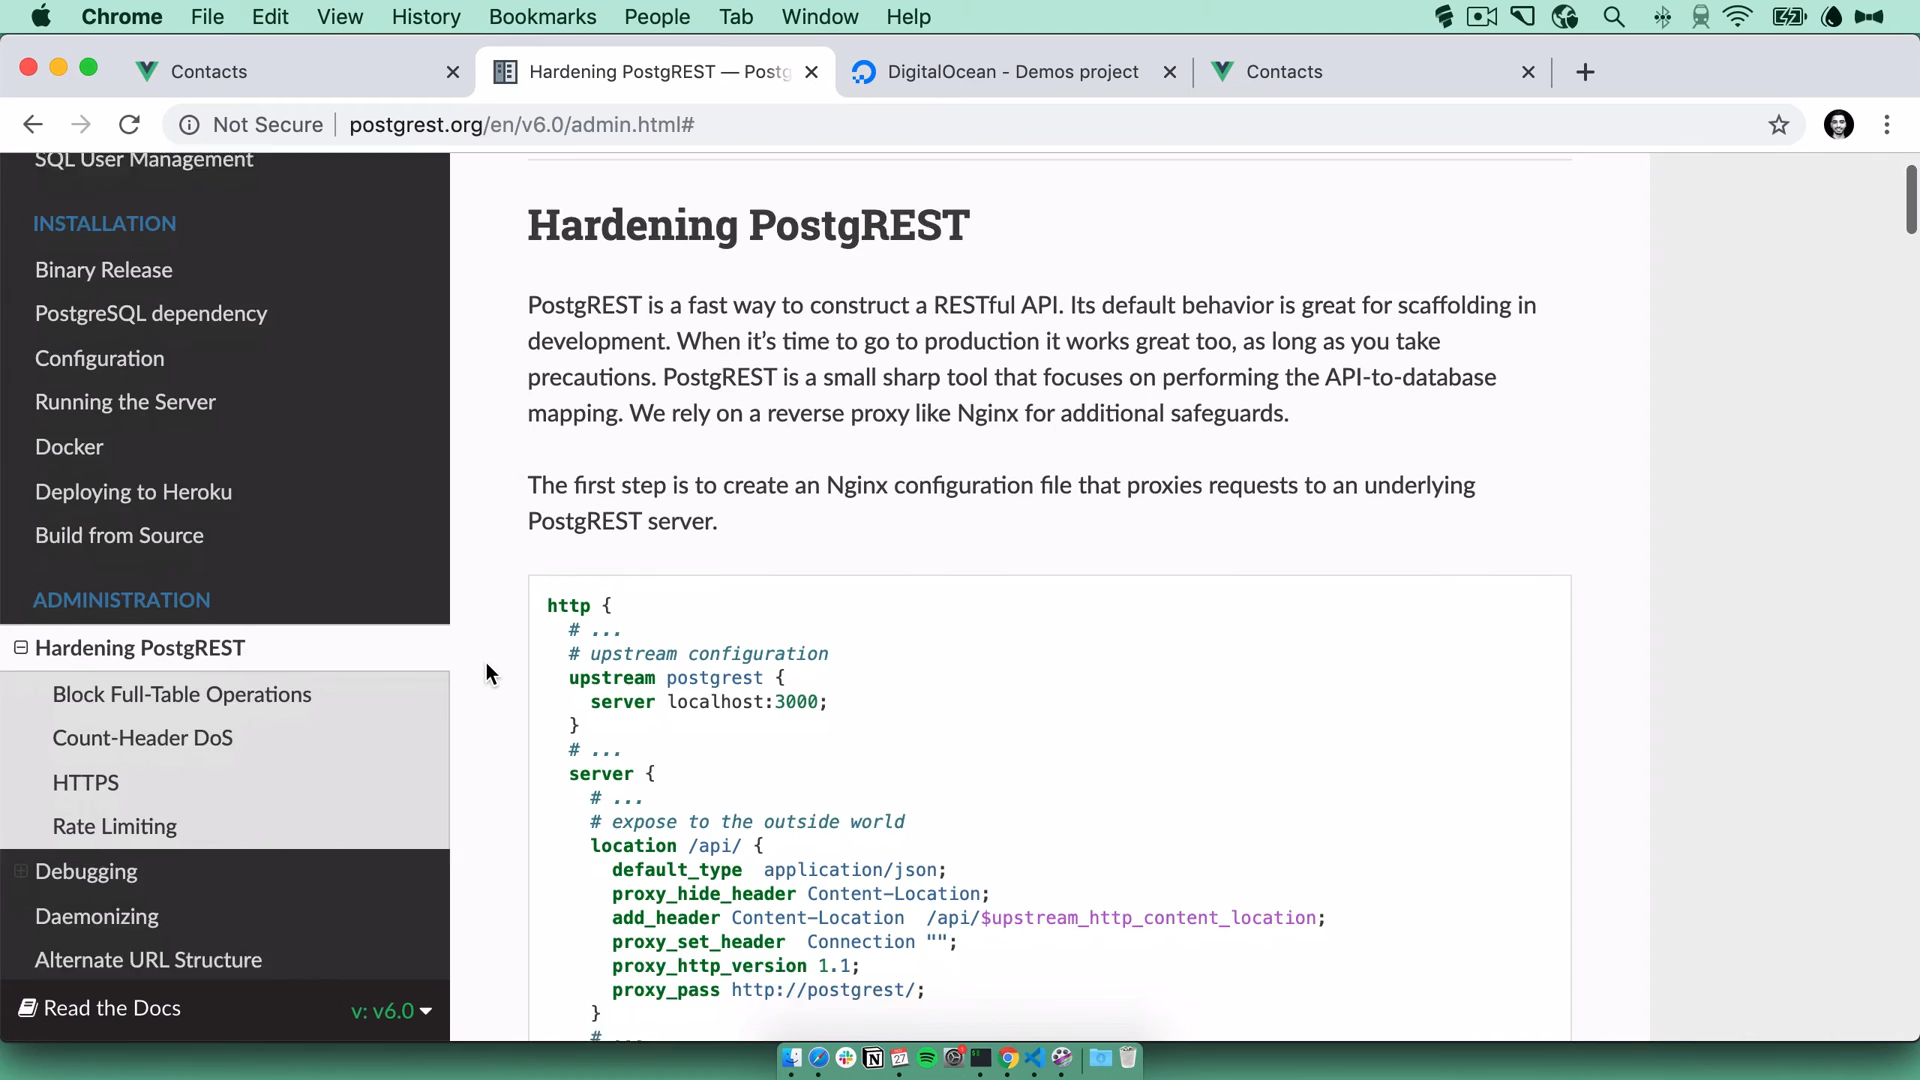 Chrome File Edit View History Bookmarks People Tab Window Help
Contacts
Hardening PostgREST — Postg
DigitalOcean - Demos project
Contacts
Not Secure
postgrest.org/en/v6.0/admin.html#
SQL User Management
INSTALLATION
Binary Release
PostgreSQL dependency
Configuration
Running the Server
Docker
Deploying to Heroku
Build from Source
ADMINISTRATION
Hardening PostgREST
Block Full-Table Operations
Count-Header DoS
HTTPS
Rate Limiting
Debugging
Daemonizing
Alternate URL Structure
Read the Docs
v: v6.0
Hardening PostgREST
PostgREST is a fast way to construct a RESTful API. Its default behavior is great for scaffolding in
development. When it’s time to go to production it works great too, as long as you take
precautions. PostgREST is a small sharp tool that focuses on performing the API-to-database
mapping. We rely on a reverse proxy like Nginx for additional safeguards.
The first step is to create an Nginx configuration file that proxies requests to an underlying
PostgREST server.
http {
# ...
# upstream configuration
upstream postgrest {
server localhost:3000;
}
# ...
server {
# ...
# expose to the outside world
location /api/ {
default_type application/json;
proxy_hide_header Content-Location;
add_header Content-Location /api/$upstream_http_content_location;
proxy_set_header Connection "";
proxy_http_version 1.1;
proxy_pass http://postgrest/;
}
# ...
27